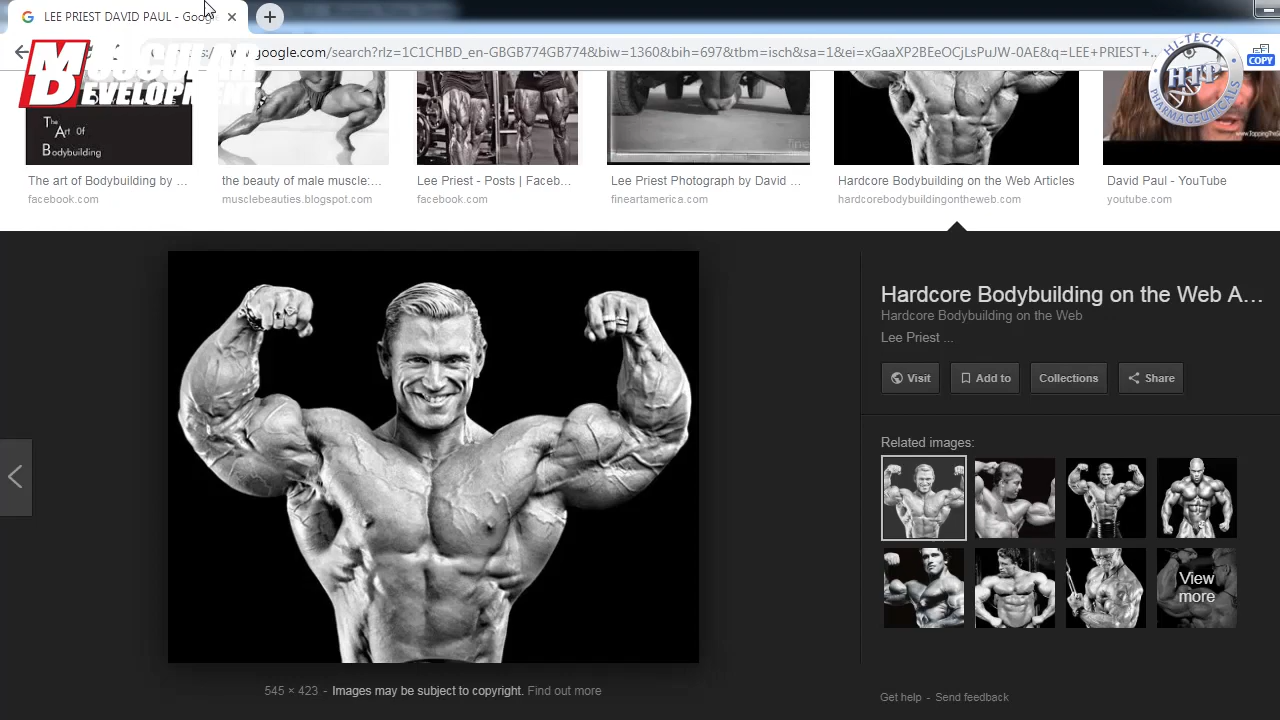 LEE PRIEST DAVID PAUL - Goog
www.google.com/search?rlz=1C1CHBD_en-GBGB774GB774&biw=1360&bih=697&tbm=isch&sa=1&ei=xGaaXP2BEeOCjLsPuJW-0AE&q=LEE+PRIEST+...
COPY
MUSCULAR
DEVELOPMENT
HI-TECH
HTP
PHARMACEUTICALS
The
Art Of
Bodybuilding
The art of Bodybuilding by ...
facebook.com
the beauty of male muscle:...
musclebeauties.blogspot.com
Lee Priest - Posts | Faceb...
facebook.com
fine
Lee Priest Photograph by David ...
fineartamerica.com
Hardcore Bodybuilding on the Web Articles
hardcorebodybuildingontheweb.com
David Paul - YouTube
youtube.com
Hardcore Bodybuilding on the Web A...
Hardcore Bodybuilding on the Web
Lee Priest ...
Visit
Add to
Collections
Share
Related images:
View
more
545 × 423 - Images may be subject to copyright. Find out more
Get help - Send feedback